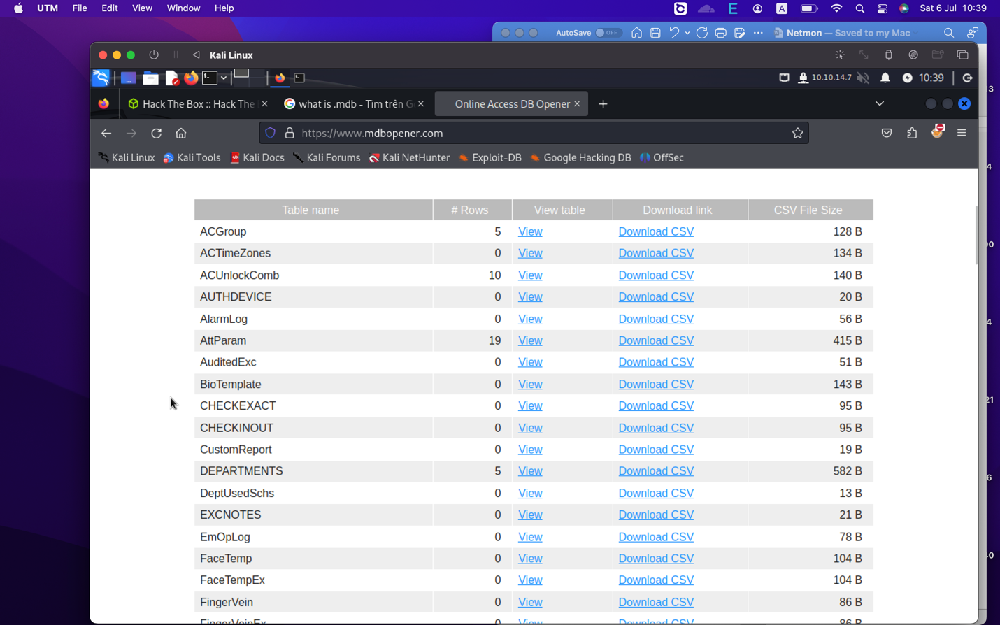 UTM File Edit View Window Help A Sat 6 Jul 10:39
AutoSave OFF Netmon — Saved to my Mac
Kali Linux
10.10.14.7 10:39
Hack The Box :: Hack The what is .mdb - Tìm trên G Online Access DB Opener
https://www.mdbopener.com
Kali Linux Kali Tools Kali Docs Kali Forums Kali NetHunter Exploit-DB Google Hacking DB OffSec
Table name # Rows View table Download link CSV File Size
ACGroup 5 View Download CSV 128 B
ACTimeZones 0 View Download CSV 134 B
ACUnlockComb 10 View Download CSV 140 B
AUTHDEVICE 0 View Download CSV 20 B
AlarmLog 0 View Download CSV 56 B
AttParam 19 View Download CSV 415 B
AuditedExc 0 View Download CSV 51 B
BioTemplate 0 View Download CSV 143 B
CHECKEXACT 0 View Download CSV 95 B
CHECKINOUT 0 View Download CSV 95 B
CustomReport 0 View Download CSV 19 B
DEPARTMENTS 5 View Download CSV 582 B
DeptUsedSchs 0 View Download CSV 13 B
EXCNOTES 0 View Download CSV 21 B
EmOpLog 0 View Download CSV 78 B
FaceTemp 0 View Download CSV 104 B
FaceTempEx 0 View Download CSV 104 B
FingerVein 0 View Download CSV 86 B
FingerVeinEx 0 View Download CSV 86 B